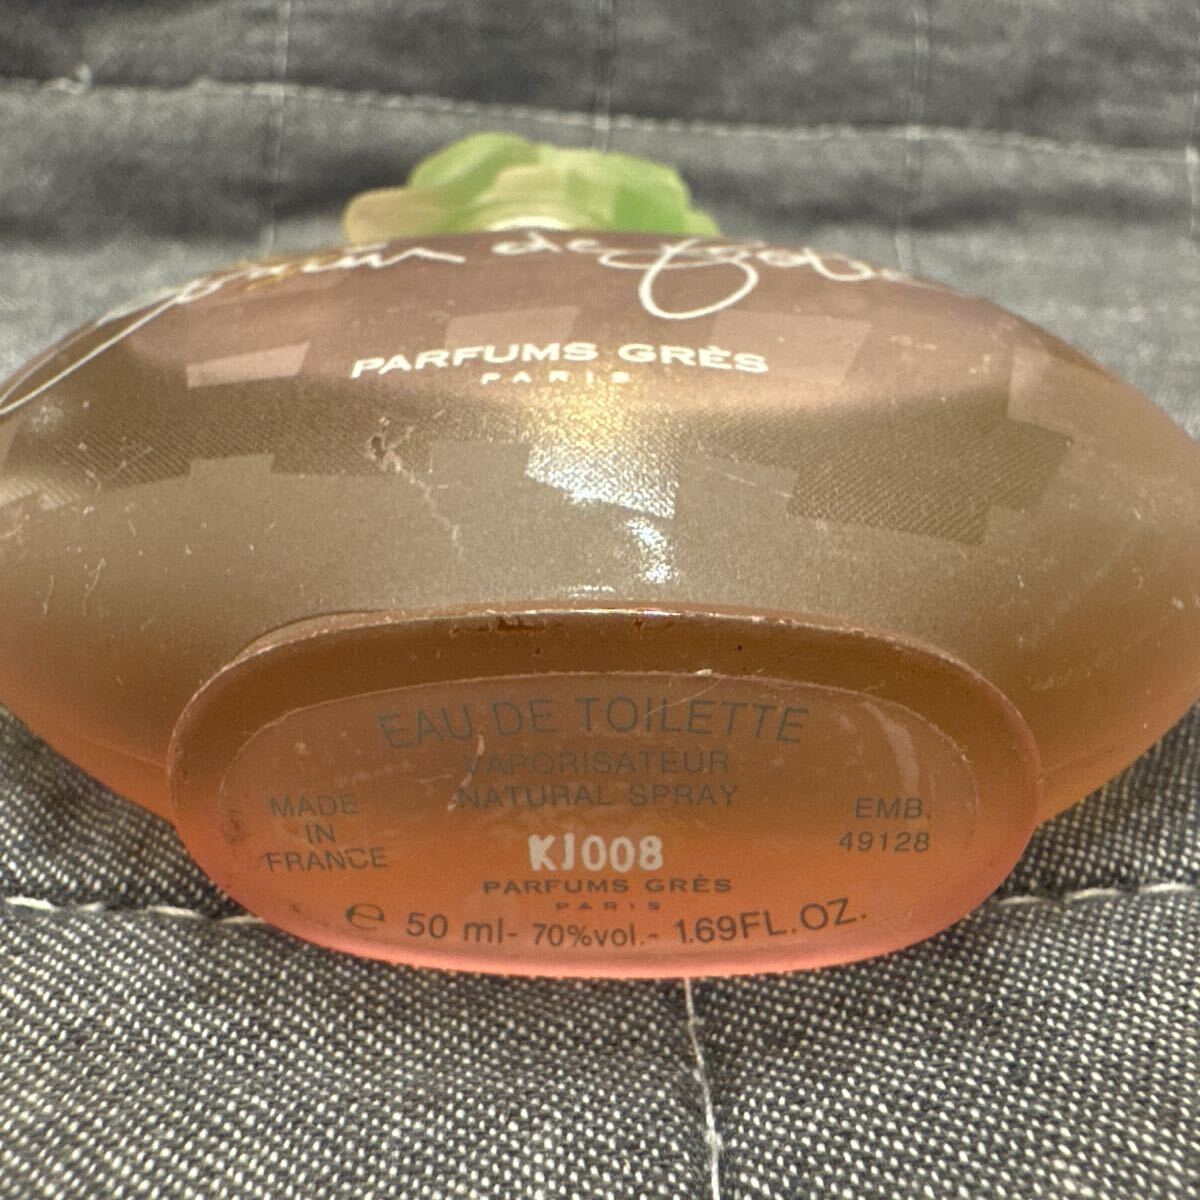 de
PARFUMS GRÈS
PARIS
EAU DE TOILETTE
VAPORISATEUR
NATURAL SPRAY
MADE
IN
FRANCE
KJ008
EMB.
49128
PARFUMS GRÈS
PARIS
e 50 ml- 70%vol.- 1.69FL.OZ.